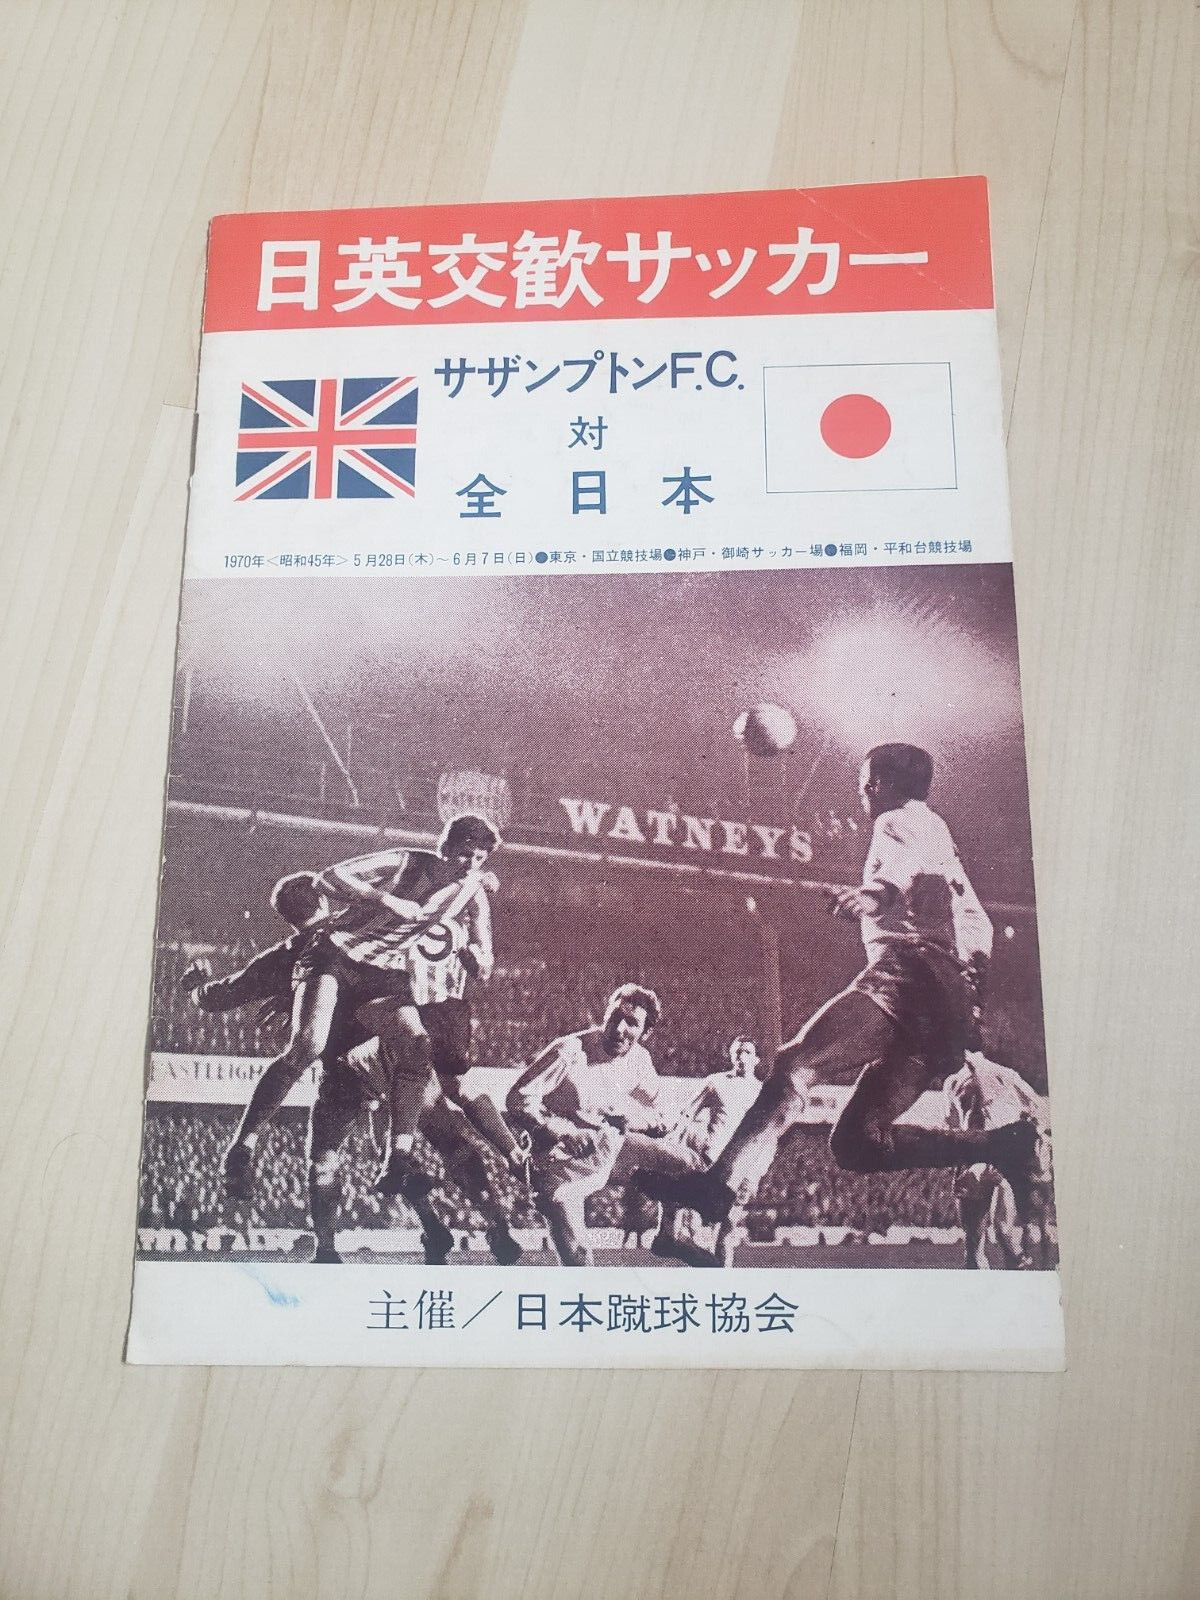 日英交歓サッカー
サザンプトンF.C.
対
全日本
1970年<昭和45年>5月28日(木)〜6月7日(日)●東京・国立競技場●神戸・御崎サッカー場●福岡・平和台競技場
WATNEYS
WATNEYS
9
EASTLEIGH
主催／日本蹴球協会